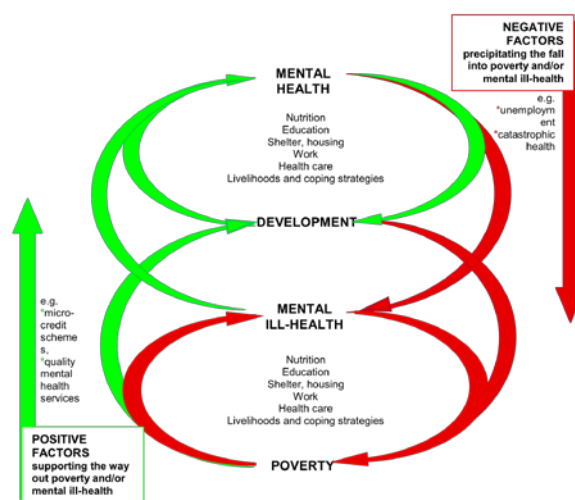 NEGATIVE
FACTORS
precipitating the fall
into poverty and/or
mental ill-health
e.g.
*unemploym
ent
*catastrophic
health
MENTAL
HEALTH
Nutrition
Education
Shelter, housing
Work
Health care
Livelihoods and coping strategies
DEVELOPMENT
MENTAL
ILL-HEALTH
Nutrition
Education
Shelter, housing
Work
Health care
Livelihoods and coping strategies
POVERTY
e.g.
*micro-
credit
scheme
s,
*quality
mental
health
services
POSITIVE
FACTORS
supporting the way
out poverty and/or
mental ill-health